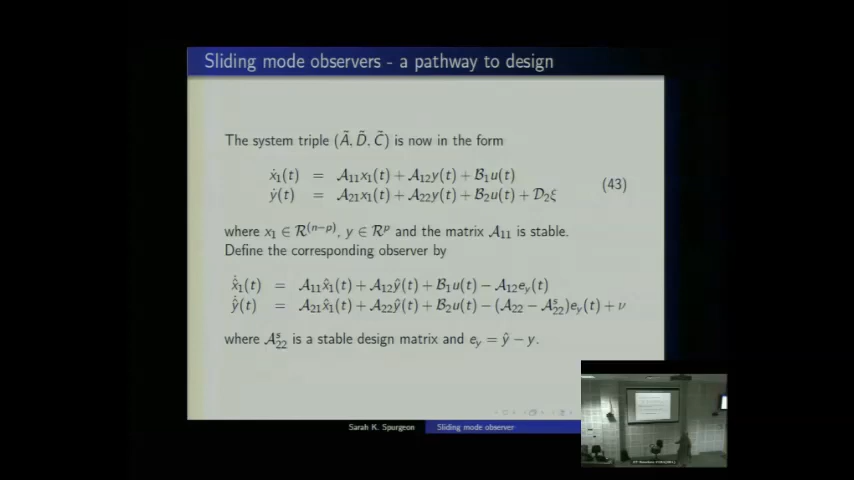 Sliding mode observers - a pathway to design
The system triple (Ã, D̃, C̃) is now in the form
ẋ₁(t) = 𝒜₁₁x₁(t) + 𝒜₁₂y(t) + ℬ₁u(t)
ẏ(t) = 𝒜₂₁x₁(t) + 𝒜₂₂y(t) + ℬ₂u(t) + 𝒟₂ξ
(43)
where x₁ ∈ ℛ⁽ⁿ⁻ᵖ⁾, y ∈ ℛᵖ and the matrix 𝒜₁₁ is stable.
Define the corresponding observer by
x̂̇₁(t) = 𝒜₁₁x̂₁(t) + 𝒜₁₂ŷ(t) + ℬ₁u(t) − 𝒜₁₂e_y(t)
ŷ̇(t) = 𝒜₂₁x̂₁(t) + 𝒜₂₂ŷ(t) + ℬ₂u(t) − (𝒜₂₂ − 𝒜ˢ₂₂)e_y(t) + ν
where 𝒜ˢ₂₂ is a stable design matrix and e_y = ŷ − y.
Sarah K. Spurgeon
Sliding mode observer